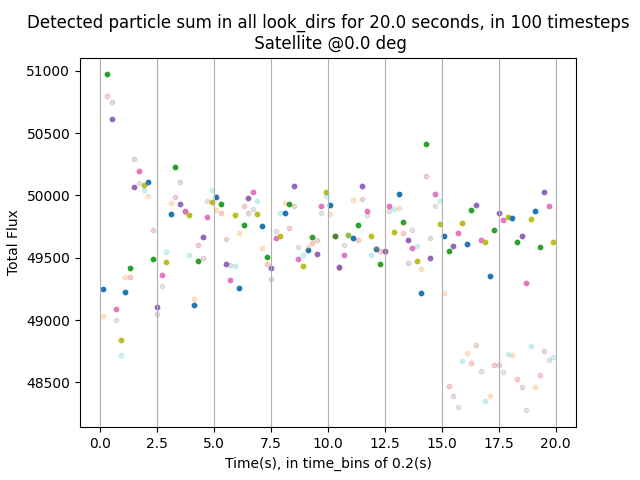 Detected particle sum in all look_dirs for 20.0 seconds, in 100 timesteps
Satellite @0.0 deg
51000
50500
50000
49500
49000
48500
Total Flux
0.0 2.5 5.0 7.5 10.0 12.5 15.0 17.5 20.0
Time(s), in time_bins of 0.2(s)